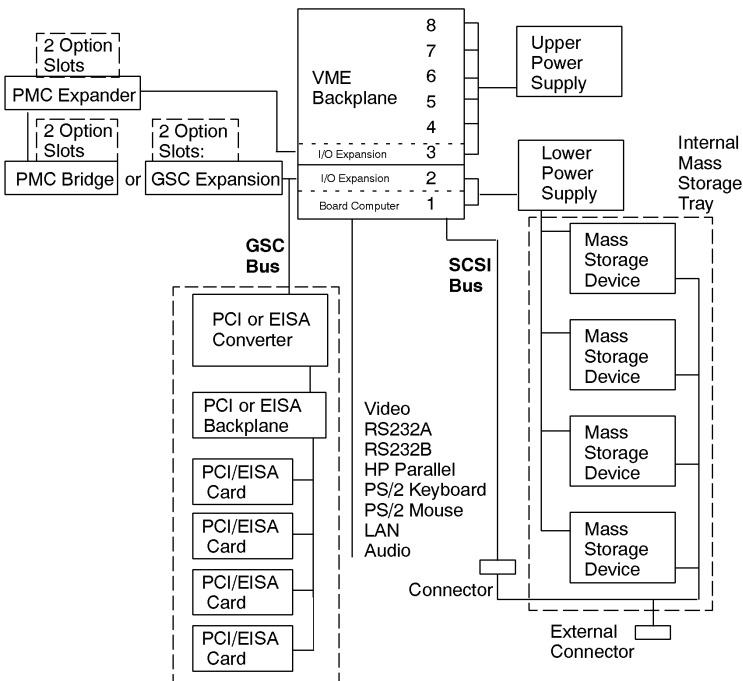 2 Option
Slots
PMC Expander
2 Option
Slots
PMC Bridge
or
2 Option
Slots:
GSC Expansion
VME
Backplane
8
7
6
5
4
I/O Expansion 3
I/O Expansion 2
Board Computer 1
Upper
Power
Supply
Lower
Power
Supply
Internal
Mass
Storage
Tray
GSC
Bus
SCSI
Bus
PCI or EISA
Converter
PCI or EISA
Backplane
PCI/EISA
Card
PCI/EISA
Card
PCI/EISA
Card
PCI/EISA
Card
Video
RS232A
RS232B
HP Parallel
PS/2 Keyboard
PS/2 Mouse
LAN
Audio
Mass
Storage
Device
Mass
Storage
Device
Mass
Storage
Device
Mass
Storage
Device
Connector
External
Connector